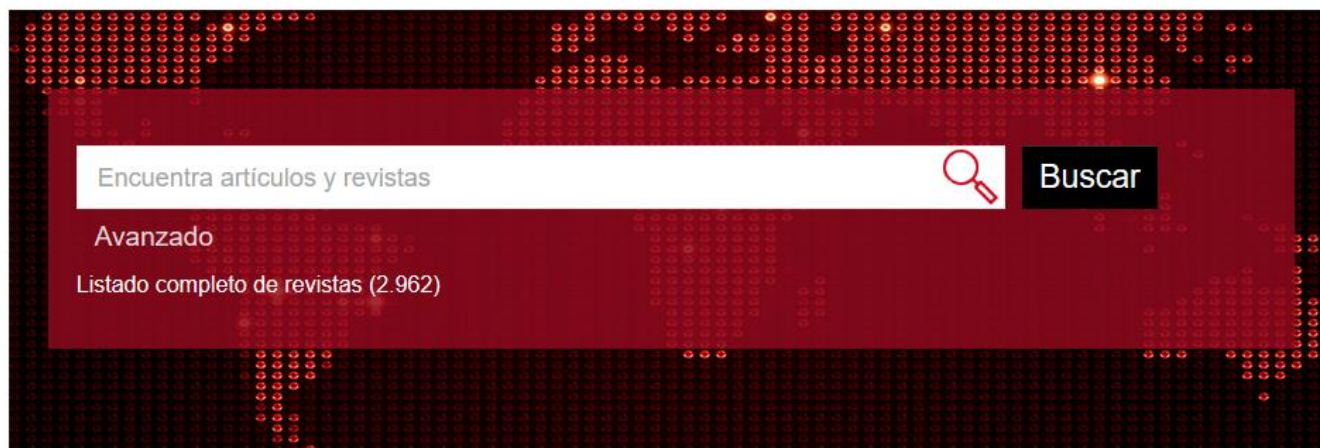 Encuentra artículos y revistas
Buscar
Avanzado
Listado completo de revistas (2.962)